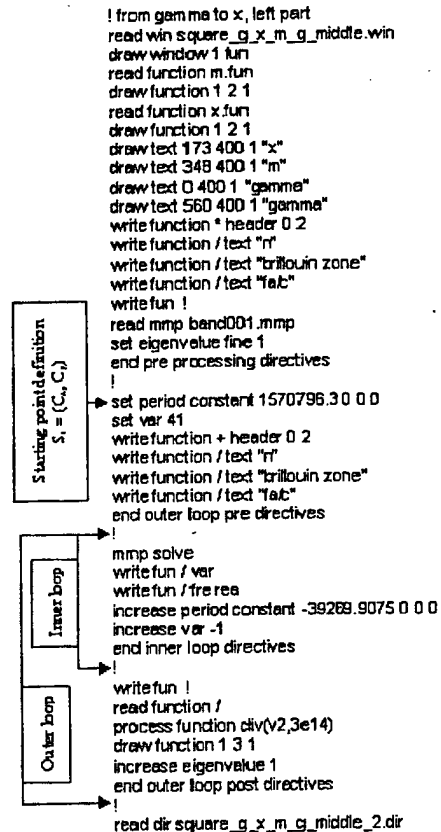 ! from gamma to x, left part
read win square_g_x_m_g_middle.win
draw window 1 fun
read function m.fun
draw function 1 2 1
read function x.fun
draw function 1 2 1
draw text 173 400 1 "x"
draw text 348 400 1 "m"
draw text 0 400 1 "gamma"
draw text 560 400 1 "gamma"
write function * header 0 2
write function / text "n"
write function / text "brillouin zone"
write function / text "fa/c"
writefun !
read mmp band001.mmp
set eigenvalue fine 1
end pre processing directives
!
Starting point definition
set period constant 1570796.3 0 0 0
set var 41
write function + header 0 2
write function / text "n"
write function / text "brillouin zone"
write function / text "fa/c"
end outer loop pre directives
!
Inner loop
mmp solve
writefun / var
writefun / fre rea
increase period constant -39269.9075 0 0 0
increase var -1
end inner loop directives
!
Outer loop
writefun !
read function /
process function div(v2,3e14)
draw function 1 3 1
increase eigenvalue 1
end outer loop post directives
!
read dir square_g_x_m_g_middle_2.dir